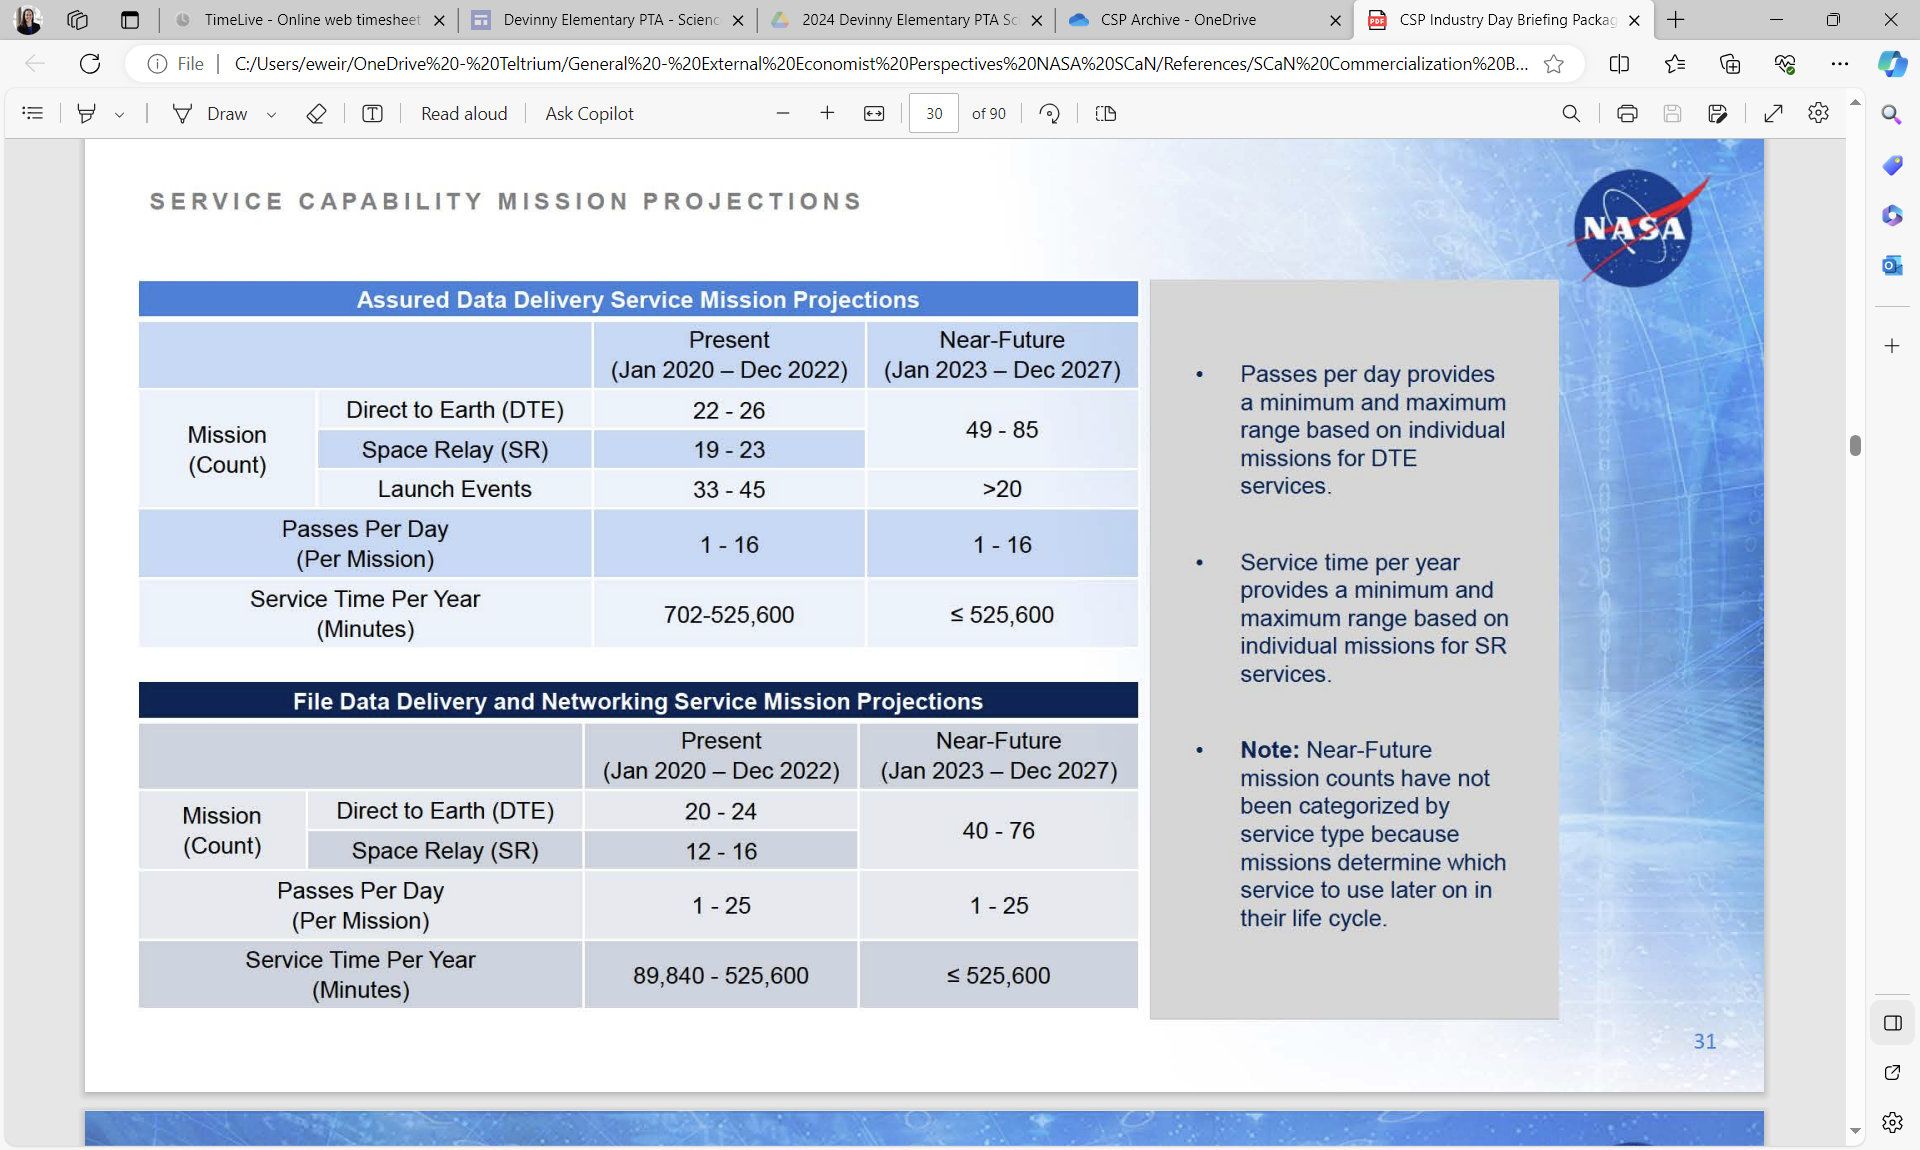 TimeLive - Online web timesheet
Devinny Elementary PTA - Scienc
2024 Devinny Elementary PTA Sc
CSP Archive - OneDrive
CSP Industry Day Briefing Packag
File
C:/Users/eweir/OneDrive%20-%20Teltrium/General%20-%20External%20Economist%20Perspectives%20NASA%20SCaN/References/SCaN%20Commercialization%20B...
Draw
Read aloud
Ask Copilot
30
of 90
SERVICE CAPABILITY MISSION PROJECTIONS
NASA
Assured Data Delivery Service Mission Projections
Present
(Jan 2020 – Dec 2022)
Near-Future
(Jan 2023 – Dec 2027)
Mission
(Count)
Direct to Earth (DTE)
22 - 26
49 - 85
Space Relay (SR)
19 - 23
Launch Events
33 - 45
>20
Passes Per Day
(Per Mission)
1 - 16
1 - 16
Service Time Per Year
(Minutes)
702-525,600
≤ 525,600
File Data Delivery and Networking Service Mission Projections
Present
(Jan 2020 – Dec 2022)
Near-Future
(Jan 2023 – Dec 2027)
Mission
(Count)
Direct to Earth (DTE)
20 - 24
40 - 76
Space Relay (SR)
12 - 16
Passes Per Day
(Per Mission)
1 - 25
1 - 25
Service Time Per Year
(Minutes)
89,840 - 525,600
≤ 525,600
• Passes per day provides
a minimum and maximum
range based on individual
missions for DTE
services.
• Service time per year
provides a minimum and
maximum range based on
individual missions for SR
services.
• Note: Near-Future
mission counts have not
been categorized by
service type because
missions determine which
service to use later on in
their life cycle.
31